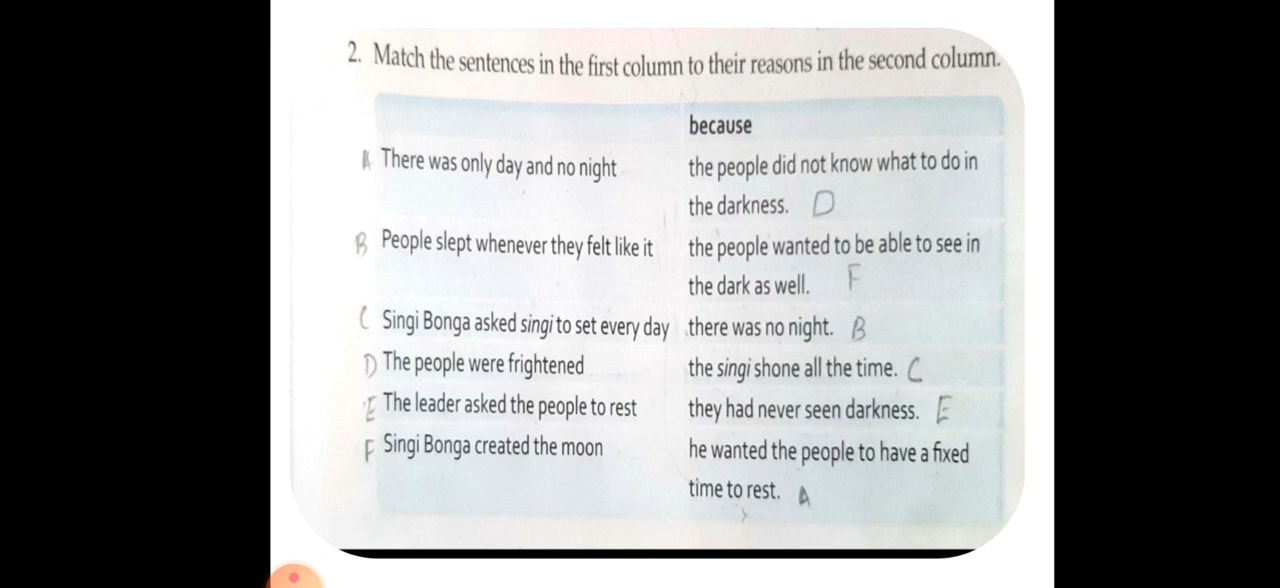 2. Match the sentences in the first column to their reasons in the second column.
because
A There was only day and no night
the people did not know what to do in
the darkness. D
B People slept whenever they felt like it
the people wanted to be able to see in
the dark as well. F
C Singi Bonga asked singi to set every day
there was no night. B
D The people were frightened
the singi shone all the time. C
E The leader asked the people to rest
they had never seen darkness. E
F Singi Bonga created the moon
he wanted the people to have a fixed
time to rest. A